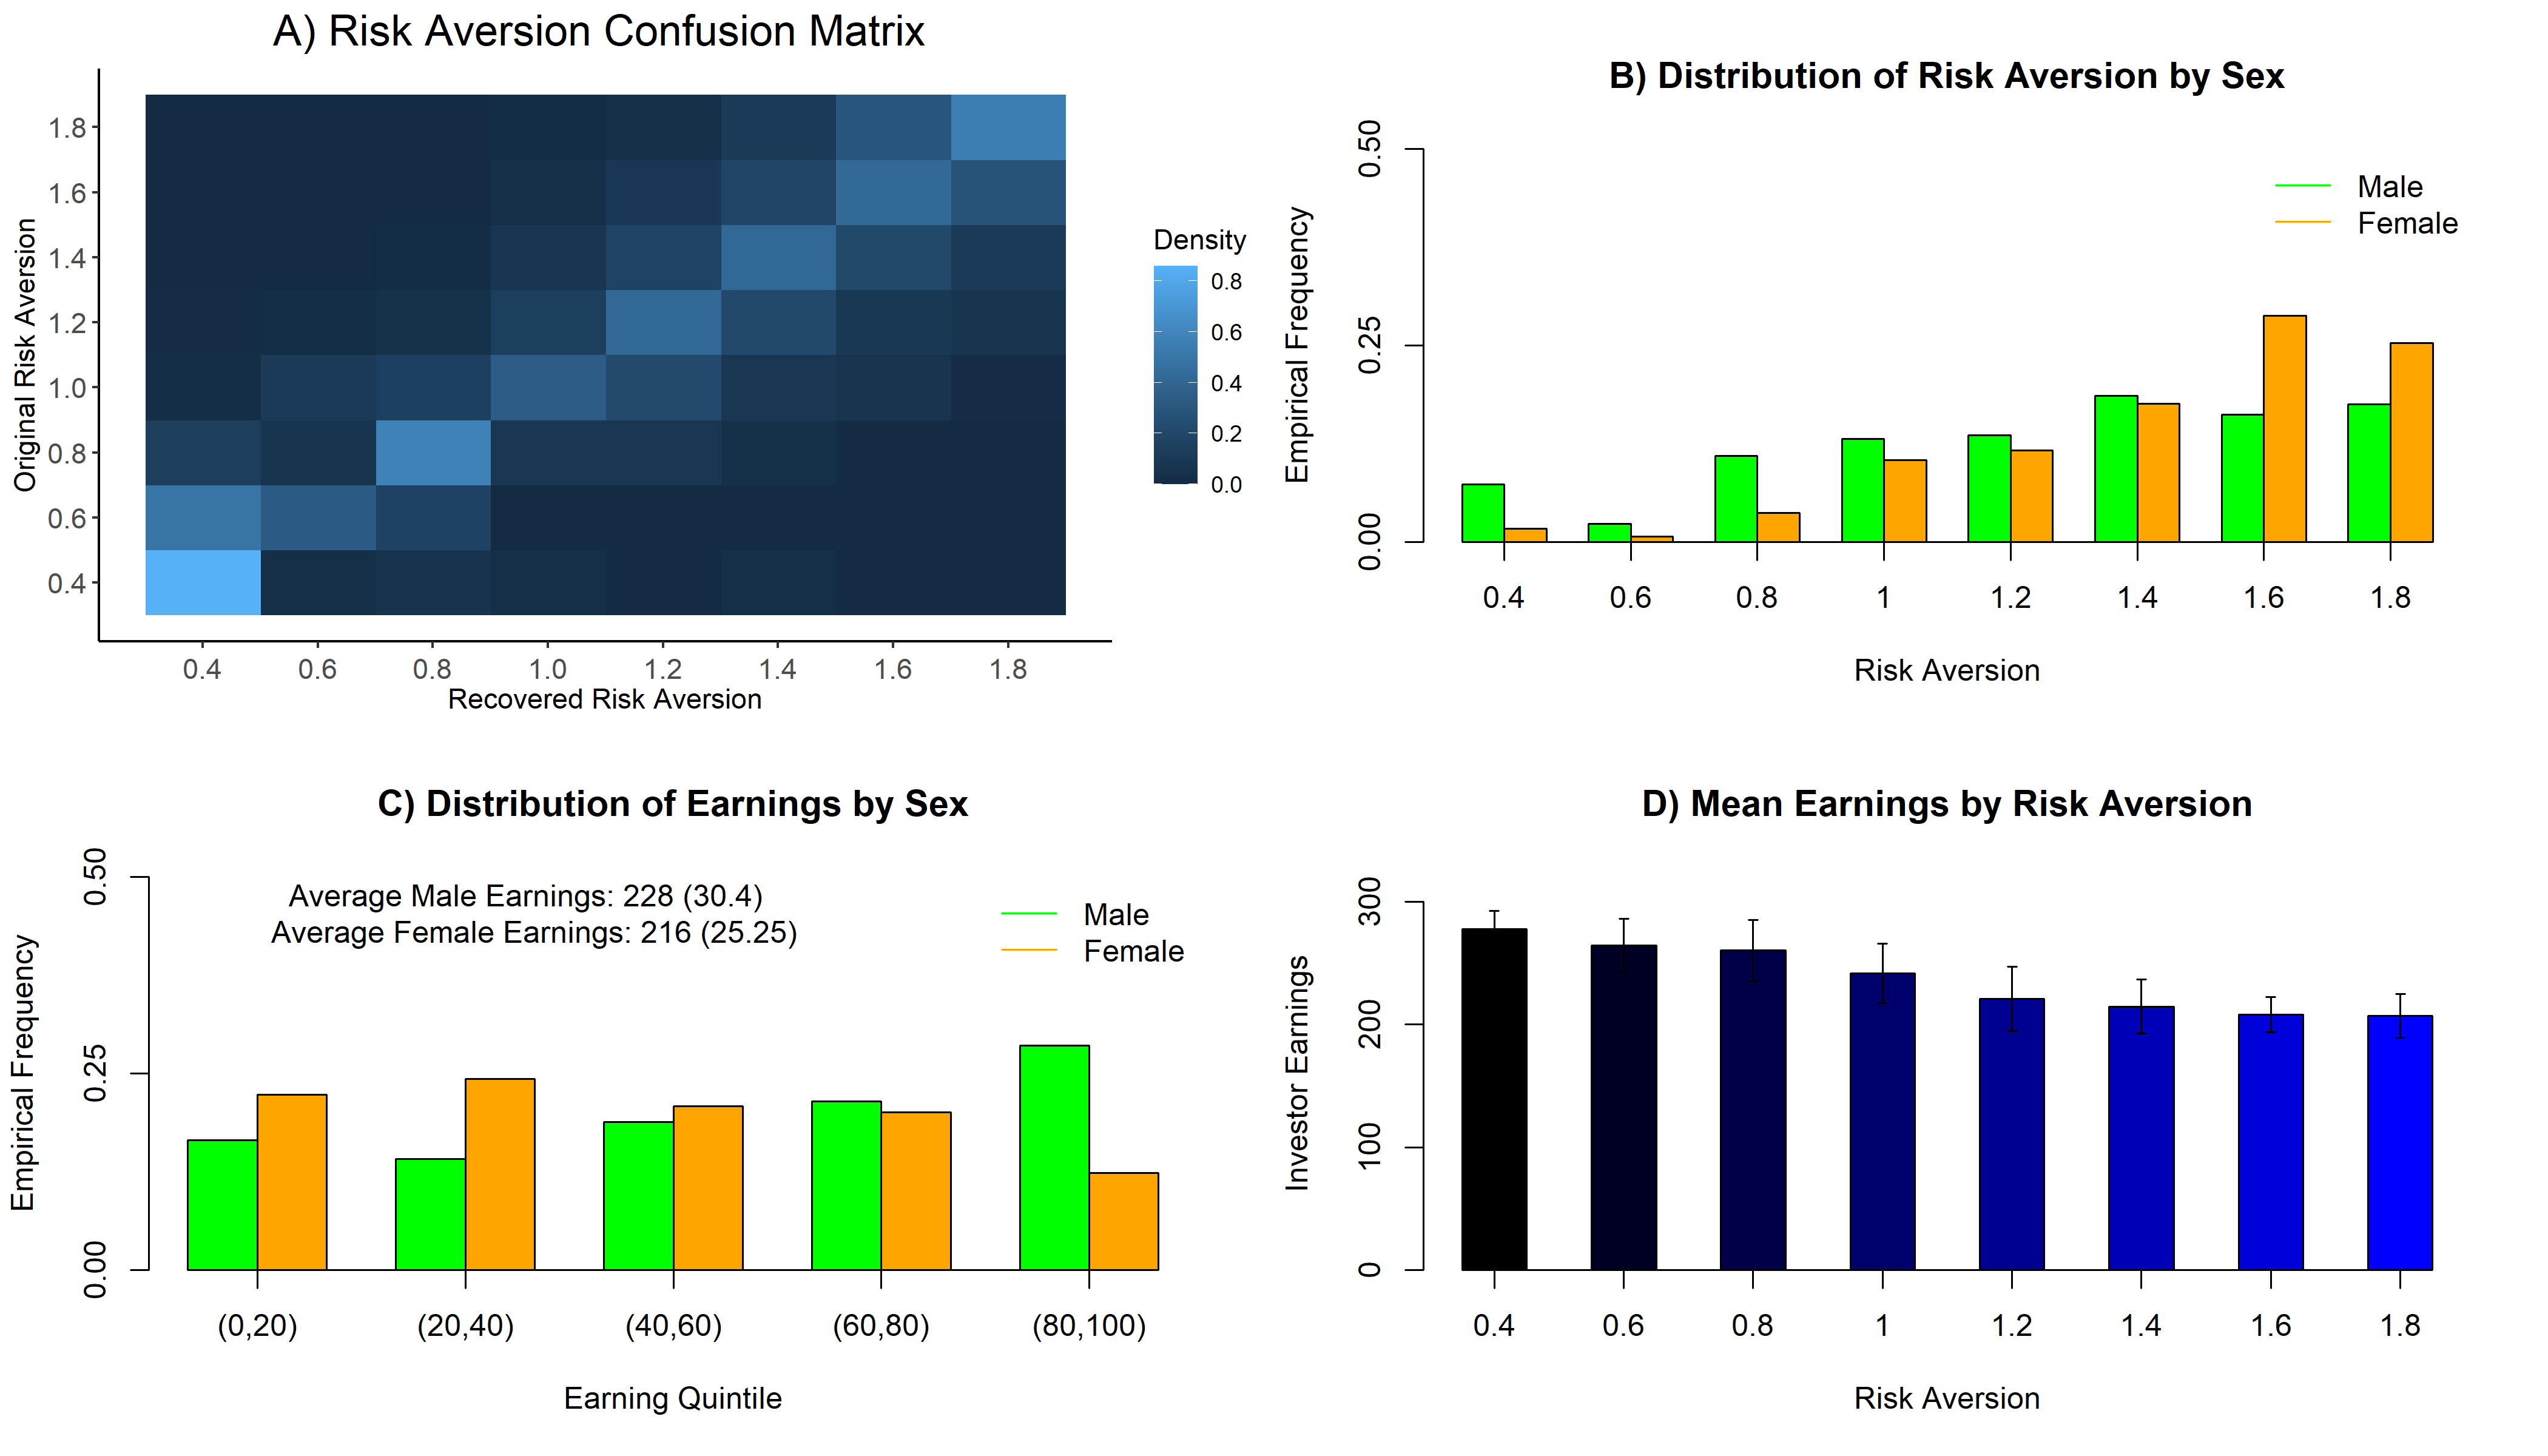 A) Risk Aversion Confusion Matrix
Original Risk Aversion
1.8
1.6
1.4
1.2
1.0
0.8
0.6
0.4
0.4 0.6 0.8 1.0 1.2 1.4 1.6 1.8
Recovered Risk Aversion
Density
0.8
0.6
0.4
0.2
0.0
B) Distribution of Risk Aversion by Sex
Empirical Frequency
0.50
0.25
0.00
Male
Female
0.4 0.6 0.8 1 1.2 1.4 1.6 1.8
Risk Aversion
C) Distribution of Earnings by Sex
Empirical Frequency
0.50
0.25
0.00
Average Male Earnings: 228 (30.4)
Average Female Earnings: 216 (25.25)
Male
Female
(0,20) (20,40) (40,60) (60,80) (80,100)
Earning Quintile
D) Mean Earnings by Risk Aversion
Investor Earnings
300
200
100
0
0.4 0.6 0.8 1 1.2 1.4 1.6 1.8
Risk Aversion